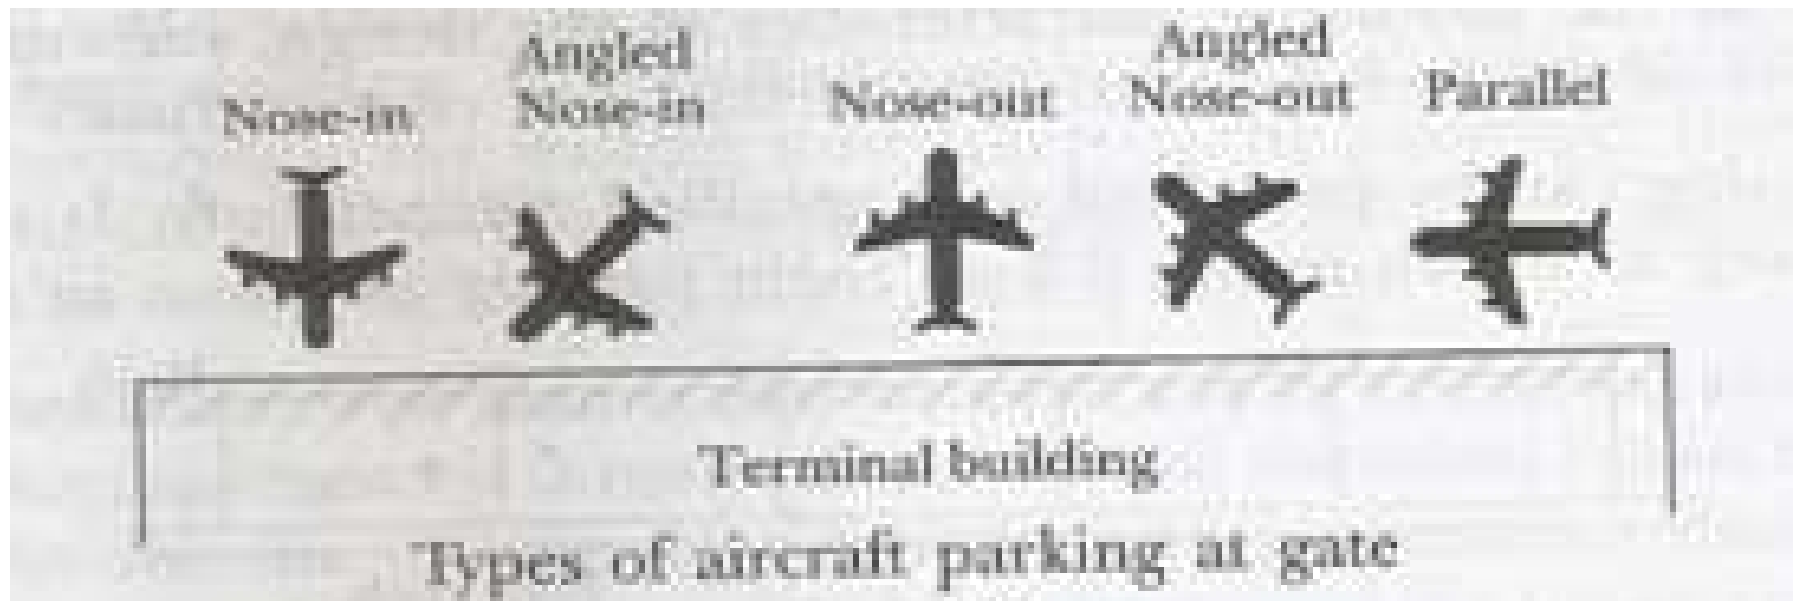 Nose-in
Angled
Nose-in
Nose-out
Angled
Nose-out
Parallel
Terminal building
Types of aircraft parking at gate